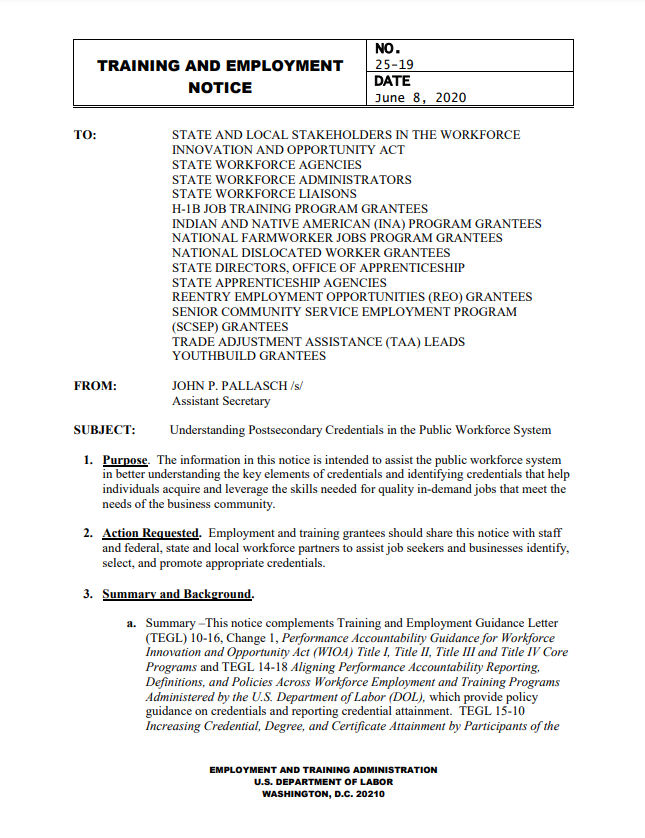 TRAINING AND EMPLOYMENT
NOTICE
NO.
25-19
DATE
June 8, 2020
TO:
STATE AND LOCAL STAKEHOLDERS IN THE WORKFORCE
INNOVATION AND OPPORTUNITY ACT
STATE WORKFORCE AGENCIES
STATE WORKFORCE ADMINISTRATORS
STATE WORKFORCE LIAISONS
H-1B JOB TRAINING PROGRAM GRANTEES
INDIAN AND NATIVE AMERICAN (INA) PROGRAM GRANTEES
NATIONAL FARMWORKER JOBS PROGRAM GRANTEES
NATIONAL DISLOCATED WORKER GRANTEES
STATE DIRECTORS, OFFICE OF APPRENTICESHIP
STATE APPRENTICESHIP AGENCIES
REENTRY EMPLOYMENT OPPORTUNITIES (REO) GRANTEES
SENIOR COMMUNITY SERVICE EMPLOYMENT PROGRAM
(SCSEP) GRANTEES
TRADE ADJUSTMENT ASSISTANCE (TAA) LEADS
YOUTHBUILD GRANTEES
FROM: JOHN P. PALLASCH /s/
Assistant Secretary
SUBJECT: Understanding Postsecondary Credentials in the Public Workforce System
1. Purpose. The information in this notice is intended to assist the public workforce system
in better understanding the key elements of credentials and identifying credentials that help
individuals acquire and leverage the skills needed for quality in-demand jobs that meet the
needs of the business community.
2. Action Requested. Employment and training grantees should share this notice with staff
and federal, state and local workforce partners to assist job seekers and businesses identify,
select, and promote appropriate credentials.
3. Summary and Background.
a. Summary –This notice complements Training and Employment Guidance Letter
(TEGL) 10-16, Change 1, Performance Accountability Guidance for Workforce
Innovation and Opportunity Act (WIOA) Title I, Title II, Title III and Title IV Core
Programs and TEGL 14-18 Aligning Performance Accountability Reporting,
Definitions, and Policies Across Workforce Employment and Training Programs
Administered by the U.S. Department of Labor (DOL), which provide policy
guidance on credentials and reporting credential attainment. TEGL 15-10
Increasing Credential, Degree, and Certificate Attainment by Participants of the
EMPLOYMENT AND TRAINING ADMINISTRATION
U.S. DEPARTMENT OF LABOR
WASHINGTON, D.C. 20210